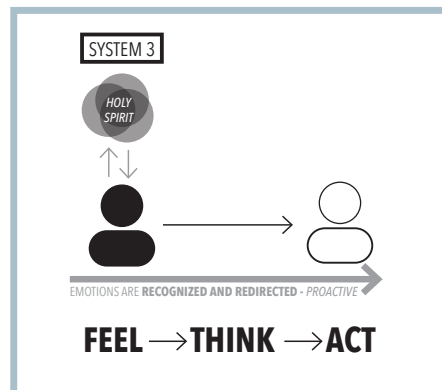 SYSTEM 3
HOLY
SPIRIT
EMOTIONS ARE RECOGNIZED AND REDIRECTED - PROACTIVE
FEEL → THINK → ACT